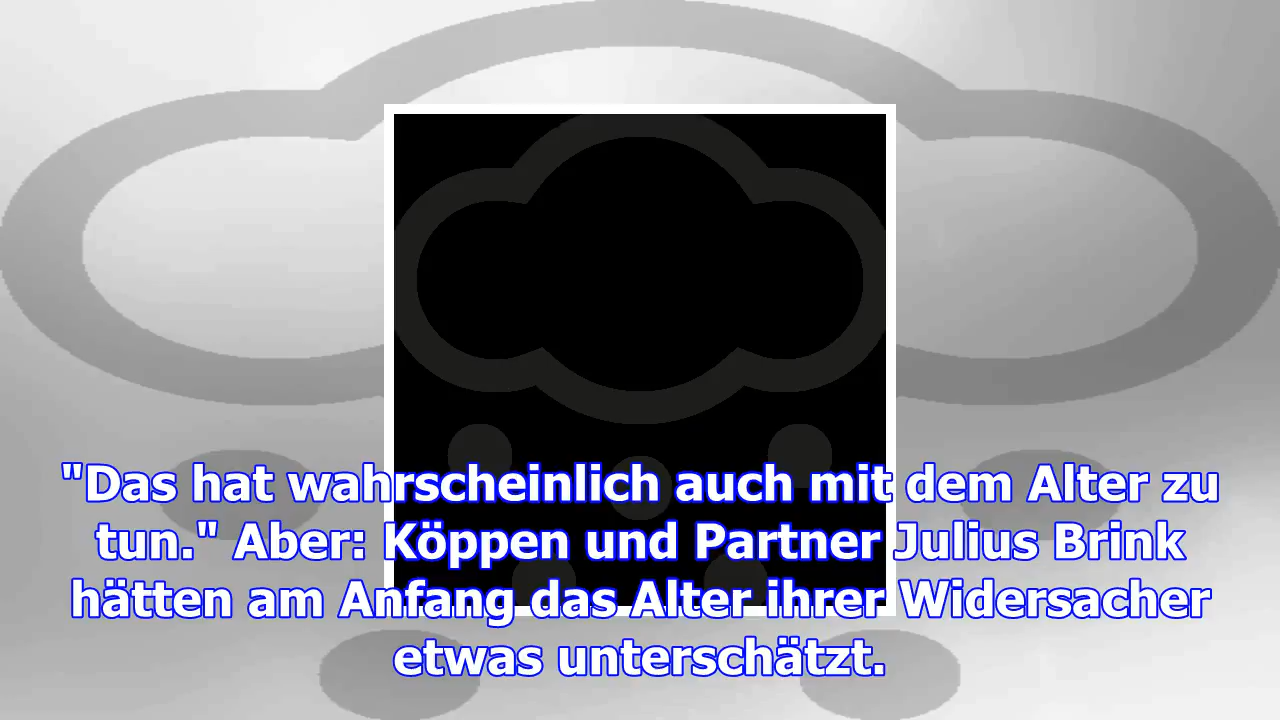 "Das hat wahrscheinlich auch mit dem Alter zu
tun." Aber: Köppen und Partner Julius Brink
hätten am Anfang das Alter ihrer Widersacher
etwas unterschätzt.